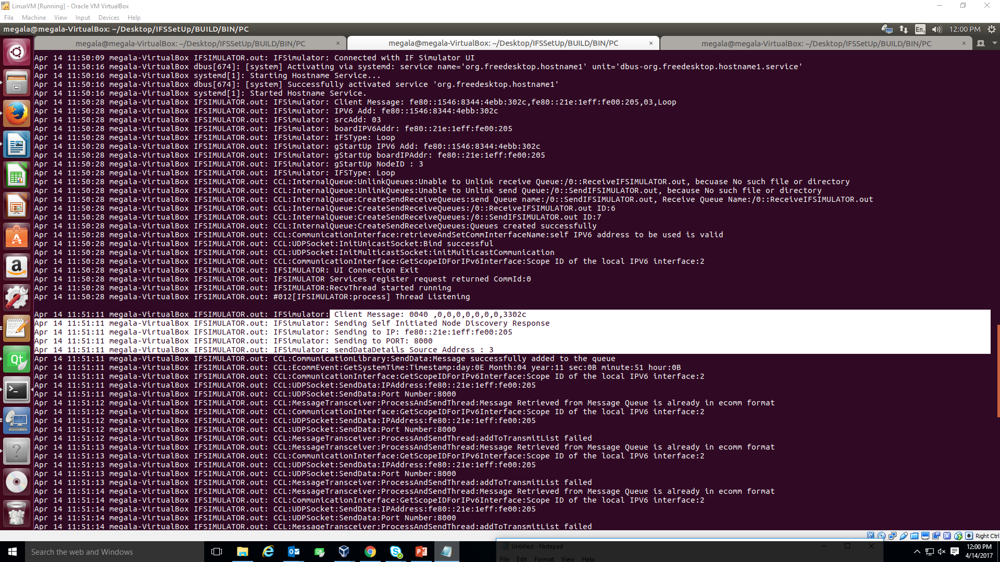 LinuxVM [Running] - Oracle VM VirtualBox
File Machine View Input Devices Help
megala@megala-VirtualBox: ~/Desktop/IFSSetUp/BUILD/BIN/PC
En1 12:00 PM
megala@megala-VirtualBox: ~/Desktop/IFSSetUp/BUILD/BIN/PC × megala@megala-VirtualBox: ~/Desktop/IFSSetUp/BUILD/BIN/PC × megala@megala-VirtualBox: ~/Desktop/IFSSetUp/BUILD/BIN/PC ×
Apr 14 11:50:09 megala-VirtualBox IFSIMULATOR.out: IFSimulator: Connected with IF Simulator UI
Apr 14 11:50:16 megala-VirtualBox dbus[674]: [system] Activating via systemd: service name='org.freedesktop.hostname1' unit='dbus-org.freedesktop.hostname1.service'
Apr 14 11:50:16 megala-VirtualBox systemd[1]: Starting Hostname Service...
Apr 14 11:50:16 megala-VirtualBox dbus[674]: [system] Successfully activated service 'org.freedesktop.hostname1'
Apr 14 11:50:16 megala-VirtualBox systemd[1]: Started Hostname Service.
Apr 14 11:50:28 megala-VirtualBox IFSIMULATOR.out: IFSimulator: Client Message: fe80::1546:8344:4ebb:302c,fe80::21e:1eff:fe00:205,03,Loop
Apr 14 11:50:28 megala-VirtualBox IFSIMULATOR.out: IFSimulator: IPV6 Add: fe80::1546:8344:4ebb:302c
Apr 14 11:50:28 megala-VirtualBox IFSIMULATOR.out: IFSimulator: srcAdd: 03
Apr 14 11:50:28 megala-VirtualBox IFSIMULATOR.out: IFSimulator: boardIPV6Addr: fe80::21e:1eff:fe00:205
Apr 14 11:50:28 megala-VirtualBox IFSIMULATOR.out: IFSimulator: IFSType: Loop
Apr 14 11:50:28 megala-VirtualBox IFSIMULATOR.out: IFSimulator: gStartUp IPV6 Add: fe80::1546:8344:4ebb:302c
Apr 14 11:50:28 megala-VirtualBox IFSIMULATOR.out: IFSimulator: gStartUp boardIPAddr: fe80::21e:1eff:fe00:205
Apr 14 11:50:28 megala-VirtualBox IFSIMULATOR.out: IFSimulator: gStartUp NodeID : 3
Apr 14 11:50:28 megala-VirtualBox IFSIMULATOR.out: IFSimulator: IFSType: Loop
Apr 14 11:50:28 megala-VirtualBox IFSIMULATOR.out: CCL:InternalQueue:UnlinkQueues:Unable to Unlink receive Queue:/0::ReceiveIFSIMULATOR.out, becuase No such file or directory
Apr 14 11:50:28 megala-VirtualBox IFSIMULATOR.out: CCL:InternalQueue:UnlinkQueues:Unable to Unlink send Queue:/0::SendIFSIMULATOR.out, because No such file or directory
Apr 14 11:50:28 megala-VirtualBox IFSIMULATOR.out: CCL:InternalQueue:CreateSendReceiveQueues:send Queue name:/0::SendIFSIMULATOR.out, Receive Queue Name:/0::ReceiveIFSIMULATOR.out
Apr 14 11:50:28 megala-VirtualBox IFSIMULATOR.out: CCL:InternalQueue:CreateSendReceiveQueues:/0::ReceiveIFSIMULATOR.out ID:6
Apr 14 11:50:28 megala-VirtualBox IFSIMULATOR.out: CCL:InternalQueue:CreateSendReceiveQueues:/0::SendIFSIMULATOR.out ID:7
Apr 14 11:50:28 megala-VirtualBox IFSIMULATOR.out: CCL:InternalQueue:CreateSendReceiveQueues:Queues created successfully
Apr 14 11:50:28 megala-VirtualBox IFSIMULATOR.out: CCL:CommunicationInterface:retrieveAndSetCommInterfaceName:self IPV6 address to be used is valid
Apr 14 11:50:28 megala-VirtualBox IFSIMULATOR.out: CCL:UDPSocket:InitUnicastSocket:Bind successful
Apr 14 11:50:28 megala-VirtualBox IFSIMULATOR.out: CCL:UDPSocket:InitMulticastSocket:initMulticastCommunication
Apr 14 11:50:28 megala-VirtualBox IFSIMULATOR.out: CCL:CommunicationInterface:GetScopeIDForIPv6Interface:Scope ID of the local IPV6 interface:2
Apr 14 11:50:28 megala-VirtualBox IFSIMULATOR.out: IFSIMULATOR: UI Connection Exit
Apr 14 11:50:28 megala-VirtualBox IFSIMULATOR.out: IFSIMULATOR Services register request returned CommId:0
Apr 14 11:50:28 megala-VirtualBox IFSIMULATOR.out: IFSIMULATOR:RecvThread started running
Apr 14 11:50:28 megala-VirtualBox IFSIMULATOR.out: #012[IFSIMULATOR:process] Thread Listening
Apr 14 11:51:11 megala-VirtualBox IFSIMULATOR.out: IFSimulator: Client Message: 0040 ,0,0,0,0,0,0,0,3302c
Apr 14 11:51:11 megala-VirtualBox IFSIMULATOR.out: IFSimulator: Sending Self Initiated Node Discovery Response
Apr 14 11:51:11 megala-VirtualBox IFSIMULATOR.out: IFSimulator: Sending to IP: fe80::21e:1eff:fe00:205
Apr 14 11:51:11 megala-VirtualBox IFSIMULATOR.out: IFSimulator: Sending to PORT: 8000
Apr 14 11:51:11 megala-VirtualBox IFSIMULATOR.out: IFSimulator: sendDataDetails Source Address : 3
Apr 14 11:51:11 megala-VirtualBox IFSIMULATOR.out: CCL:CommunicationLibrary:SendData:Message successfully added to the queue
Apr 14 11:51:11 megala-VirtualBox IFSIMULATOR.out: CCL:EcommEvent:GetSystemTime:Timestamp:day:0E Month:04 year:11 sec:0B minute:51 hour:0B
Apr 14 11:51:11 megala-VirtualBox IFSIMULATOR.out: CCL:CommunicationInterface:GetScopeIDForIPv6Interface:Scope ID of the local IPV6 interface:2
Apr 14 11:51:11 megala-VirtualBox IFSIMULATOR.out: CCL:UDPSocket:SendData:IPAddress:fe80::21e:1eff:fe00:205
Apr 14 11:51:11 megala-VirtualBox IFSIMULATOR.out: CCL:UDPSocket:SendData:Port Number:8000
Apr 14 11:51:12 megala-VirtualBox IFSIMULATOR.out: CCL:MessageTransceiver:ProcessAndSendThread:Message Retrieved from Message Queue is already in ecomm format
Apr 14 11:51:12 megala-VirtualBox IFSIMULATOR.out: CCL:CommunicationInterface:GetScopeIDForIPv6Interface:Scope ID of the local IPV6 interface:2
Apr 14 11:51:12 megala-VirtualBox IFSIMULATOR.out: CCL:UDPSocket:SendData:IPAddress:fe80::21e:1eff:fe00:205
Apr 14 11:51:12 megala-VirtualBox IFSIMULATOR.out: CCL:UDPSocket:SendData:Port Number:8000
Apr 14 11:51:12 megala-VirtualBox IFSIMULATOR.out: CCL:MessageTransceiver:ProcessAndSendThread:addToTransmitList failed
Apr 14 11:51:13 megala-VirtualBox IFSIMULATOR.out: CCL:MessageTransceiver:ProcessAndSendThread:Message Retrieved from Message Queue is already in ecomm format
Apr 14 11:51:13 megala-VirtualBox IFSIMULATOR.out: CCL:CommunicationInterface:GetScopeIDForIPv6Interface:Scope ID of the local IPV6 interface:2
Apr 14 11:51:13 megala-VirtualBox IFSIMULATOR.out: CCL:UDPSocket:SendData:IPAddress:fe80::21e:1eff:fe00:205
Apr 14 11:51:13 megala-VirtualBox IFSIMULATOR.out: CCL:UDPSocket:SendData:Port Number:8000
Apr 14 11:51:13 megala-VirtualBox IFSIMULATOR.out: CCL:MessageTransceiver:ProcessAndSendThread:addToTransmitList failed
Apr 14 11:51:14 megala-VirtualBox IFSIMULATOR.out: CCL:MessageTransceiver:ProcessAndSendThread:Message Retrieved from Message Queue is already in ecomm format
Apr 14 11:51:14 megala-VirtualBox IFSIMULATOR.out: CCL:CommunicationInterface:GetScopeIDForIPv6Interface:Scope ID of the local IPV6 interface:2
Apr 14 11:51:14 megala-VirtualBox IFSIMULATOR.out: CCL:UDPSocket:SendData:IPAddress:fe80::21e:1eff:fe00:205
Apr 14 11:51:14 megala-VirtualBox IFSIMULATOR.out: CCL:UDPSocket:SendData:Port Number:8000
Apr 14 11:51:14 megala-VirtualBox IFSIMULATOR.out: CCL:MessageTransceiver:ProcessAndSendThread:addToTransmitList failed
Right Ctrl
Untitled - Notepad
File Edit Format View Help
Search the web and Windows
12:00 PM
4/14/2017